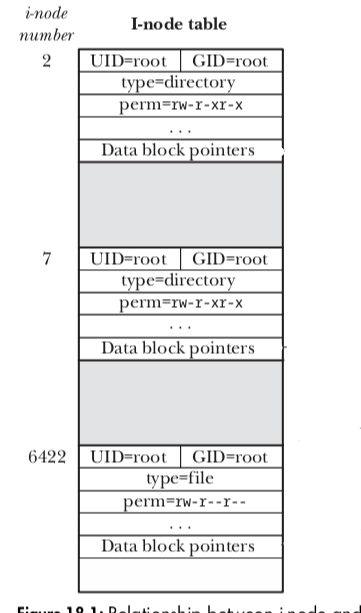 i-node
number
I-node table
2
UID=root GID=root
type=directory
perm=rw-r-xr-x
...
Data block pointers
7
UID=root GID=root
type=directory
perm=rw-r-xr-x
...
Data block pointers
6422
UID=root GID=root
type=file
perm=rw-r--r--
...
Data block pointers
Figure 18-1: Relationship between i-node and